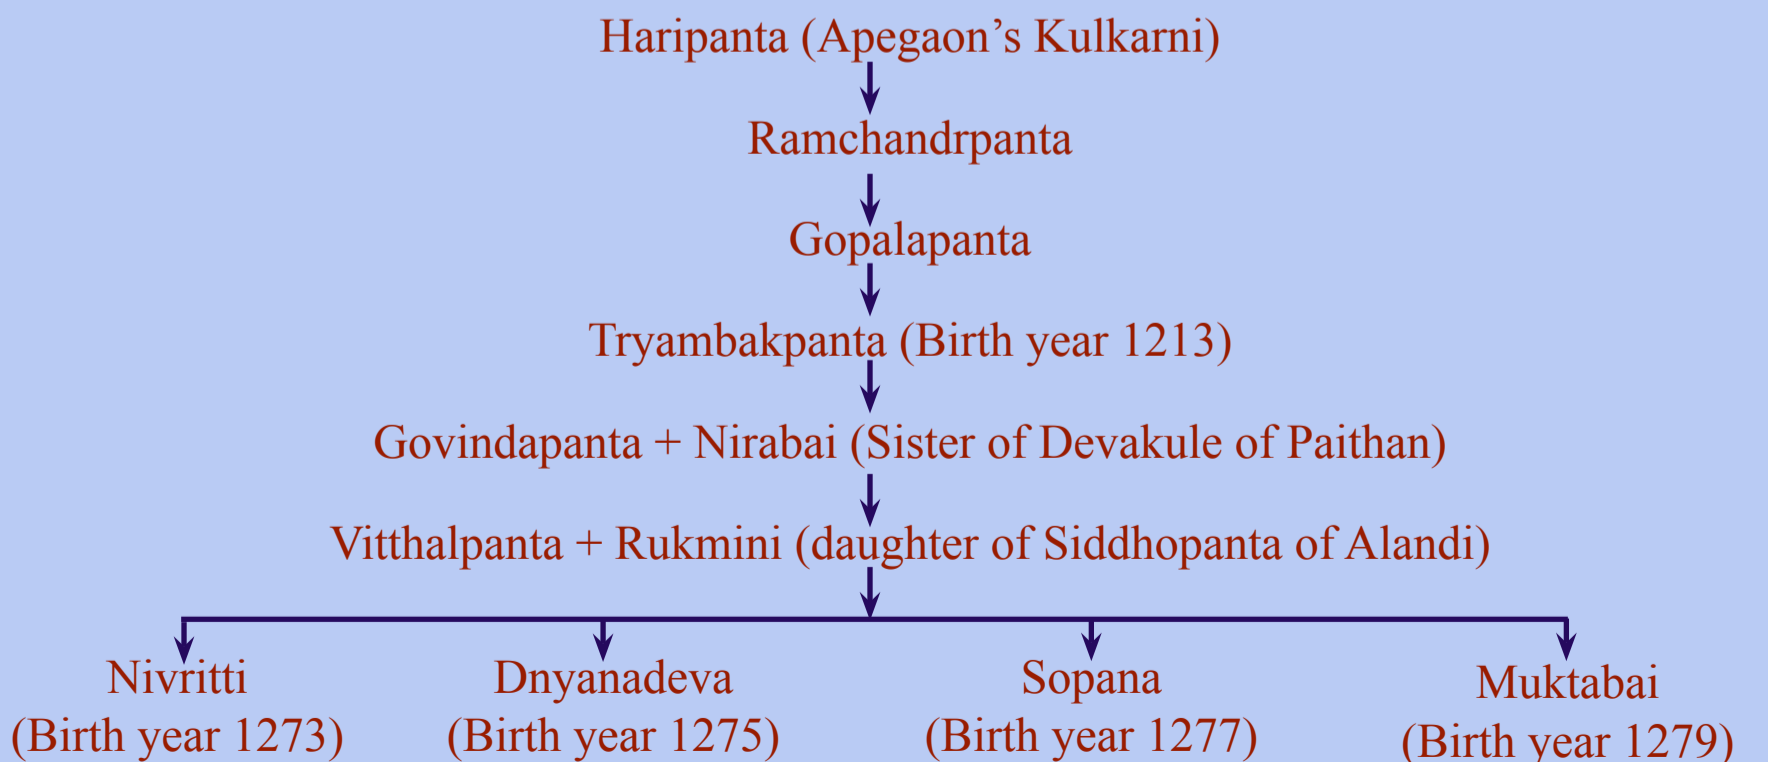 Haripanta (Apegaon’s Kulkarni)
Ramchandrpanta
Gopalapanta
Tryambakpanta (Birth year 1213)
Govindapanta + Nirabai (Sister of Devakule of Paithan)
Vitthalpanta + Rukmini (daughter of Siddhopanta of Alandi)
Nivritti
(Birth year 1273)
Dnyanadeva
(Birth year 1275)
Sopana
(Birth year 1277)
Muktabai
(Birth year 1279)